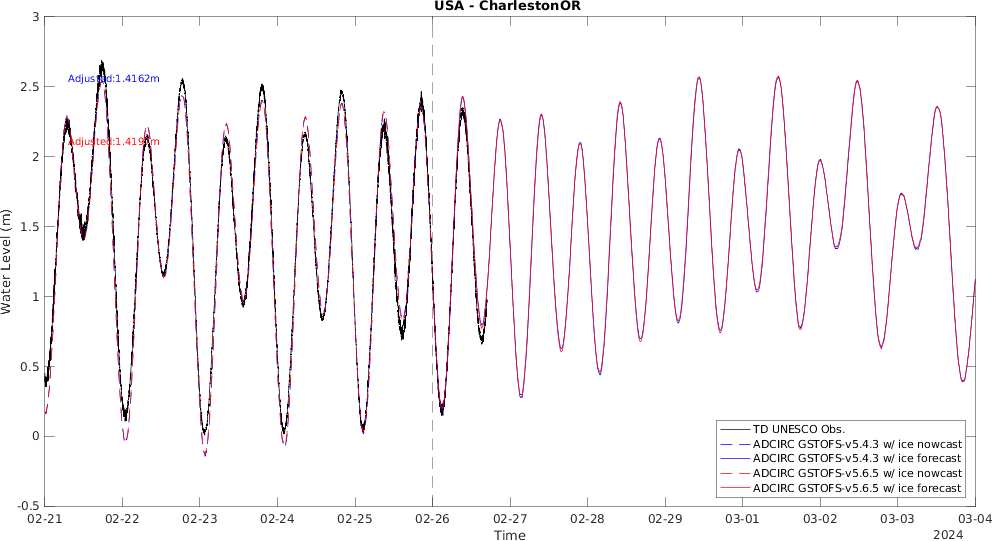 USA - CharlestonOR
3
2.5
2
1.5
1
0.5
0
-0.5
Water Level (m)
Adjusted:1.4162m
TD UNESCO Obs.
ADCIRC GSTOFS-v5.4.3 w/ ice nowcast
ADCIRC GSTOFS-v5.4.3 w/ ice forecast
ADCIRC GSTOFS-v5.6.5 w/ ice nowcast
ADCIRC GSTOFS-v5.6.5 w/ ice forecast
02-21 02-22 02-23 02-24 02-25 02-26 02-27 02-28 02-29 03-01 03-02 03-03 03-04
Time
2024